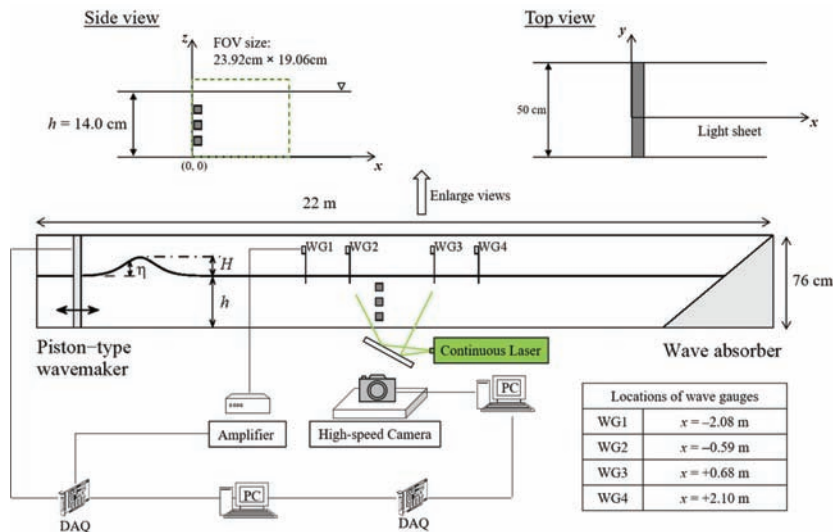 Side view
z
FOV size:
23.92cm × 19.06cm
h = 14.0 cm
(0, 0)
x
Top view
y
50 cm
Light sheet
x
Enlarge views
22 m
WG1
WG2
WG3
WG4
H
η
h
76 cm
Piston-type
wavemaker
Continuous Laser
Wave absorber
PC
Amplifier
High-speed Camera
PC
DAQ
DAQ
Locations of wave gauges
WG1 x = -2.08 m
WG2 x = -0.59 m
WG3 x = +0.68 m
WG4 x = +2.10 m